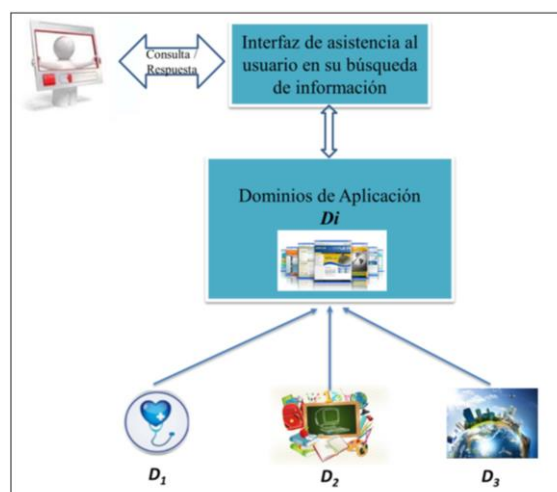 Consulta /
Respuesta
Interfaz de asistencia al
usuario en su búsqueda
de información
Dominios de Aplicación
Di
D1
D2
D3